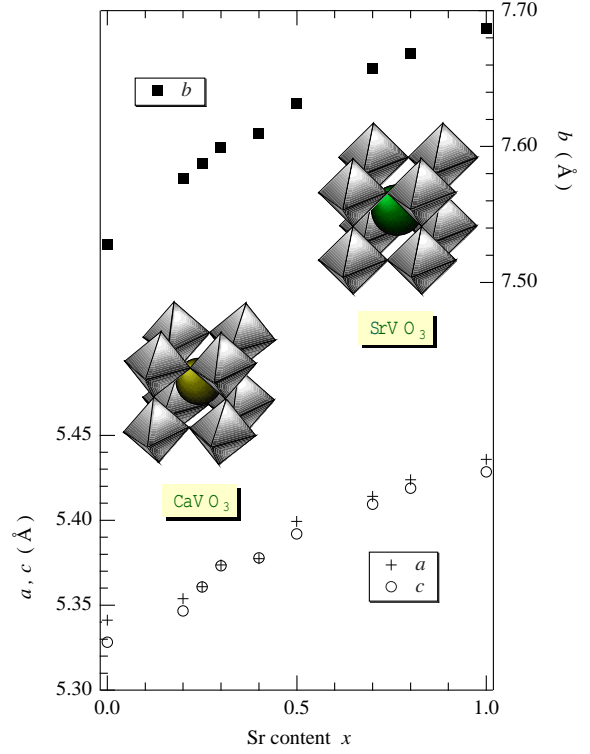 7.70
b
7.60
b (Å)
7.50
SrVO₃
5.45
CaVO₃
5.40
a, c (Å)
+ a
○ c
5.35
5.30
0.0 0.5 1.0
Sr content x